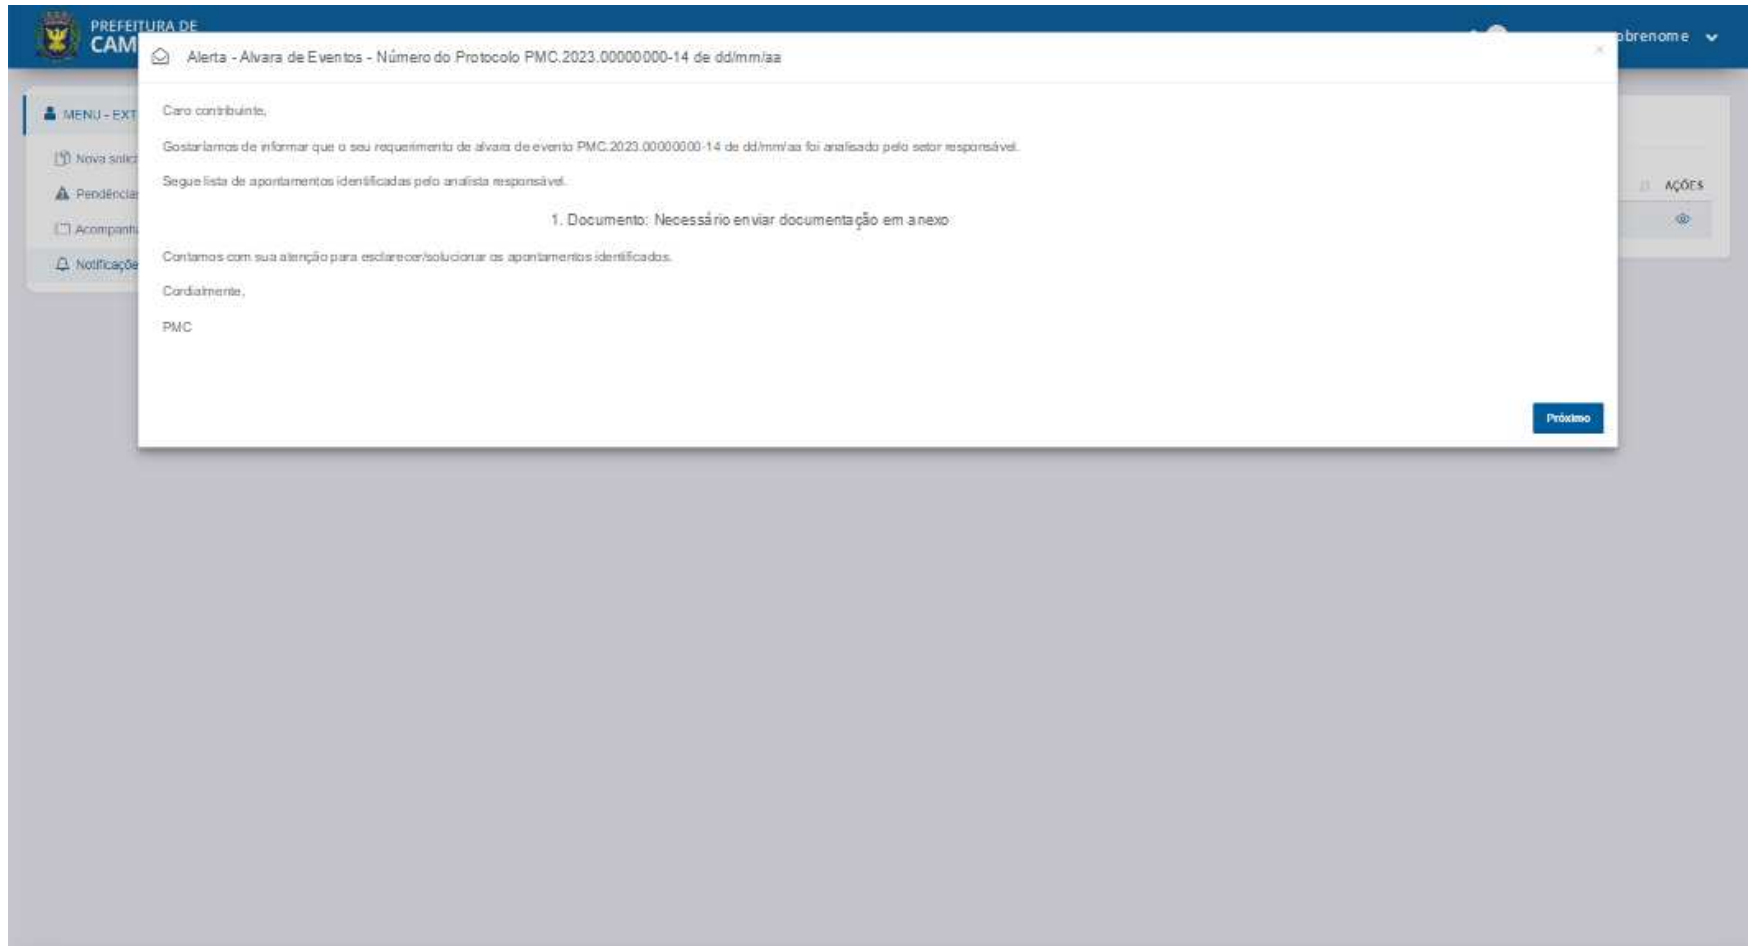 PREFEITURA DE
CAM
obrenome
Alerta - Alvara de Eventos - Número do Protocolo PMC.2023.00000000-14 de dd/mm/aa
MENU - EXT
Nova solici
Pendências
Acompanha
Notificaçõe
Caro contribuinte,
Gostaríamos de informar que o seu requerimento de alvara de evento PMC.2023.00000000-14 de dd/mm/aa foi analisado pelo setor responsável.
Segue lista de apontamentos identificadas pelo analista responsável.
1. Documento: Necessário enviar documentação em anexo
Contamos com sua atenção para esclarecer/solucionar os apontamentos identificados.
Cordialmente,
PMC
Próximo
AÇÕES